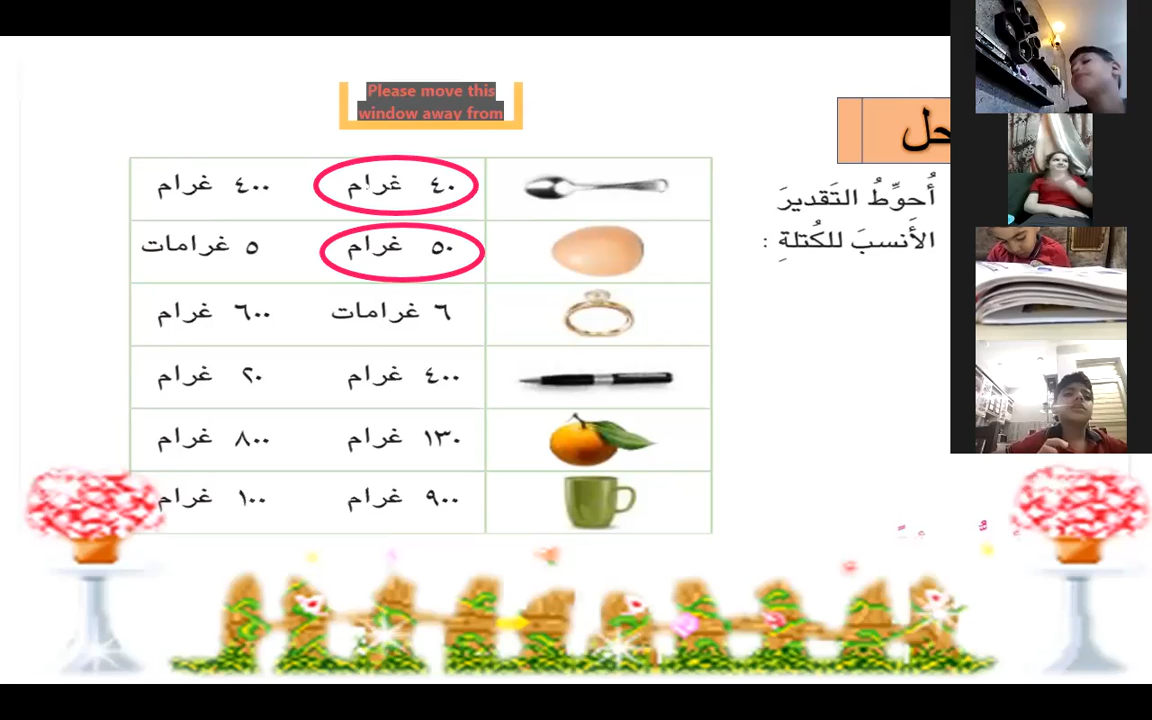 Please move this
window away from
حل
أُحوِّطُ التَقديرَ
الأَنسبَ للكُتلةِ :
٤٠ غرام ٤٠٠ غرام
٥٠ غرام ٥ غرامات
٦ غرامات ٦٠٠ غرام
٤٠٠ غرام ٢٠ غرام
١٣٠ غرام ٨٠٠ غرام
٩٠٠ غرام ١٠٠ غرام